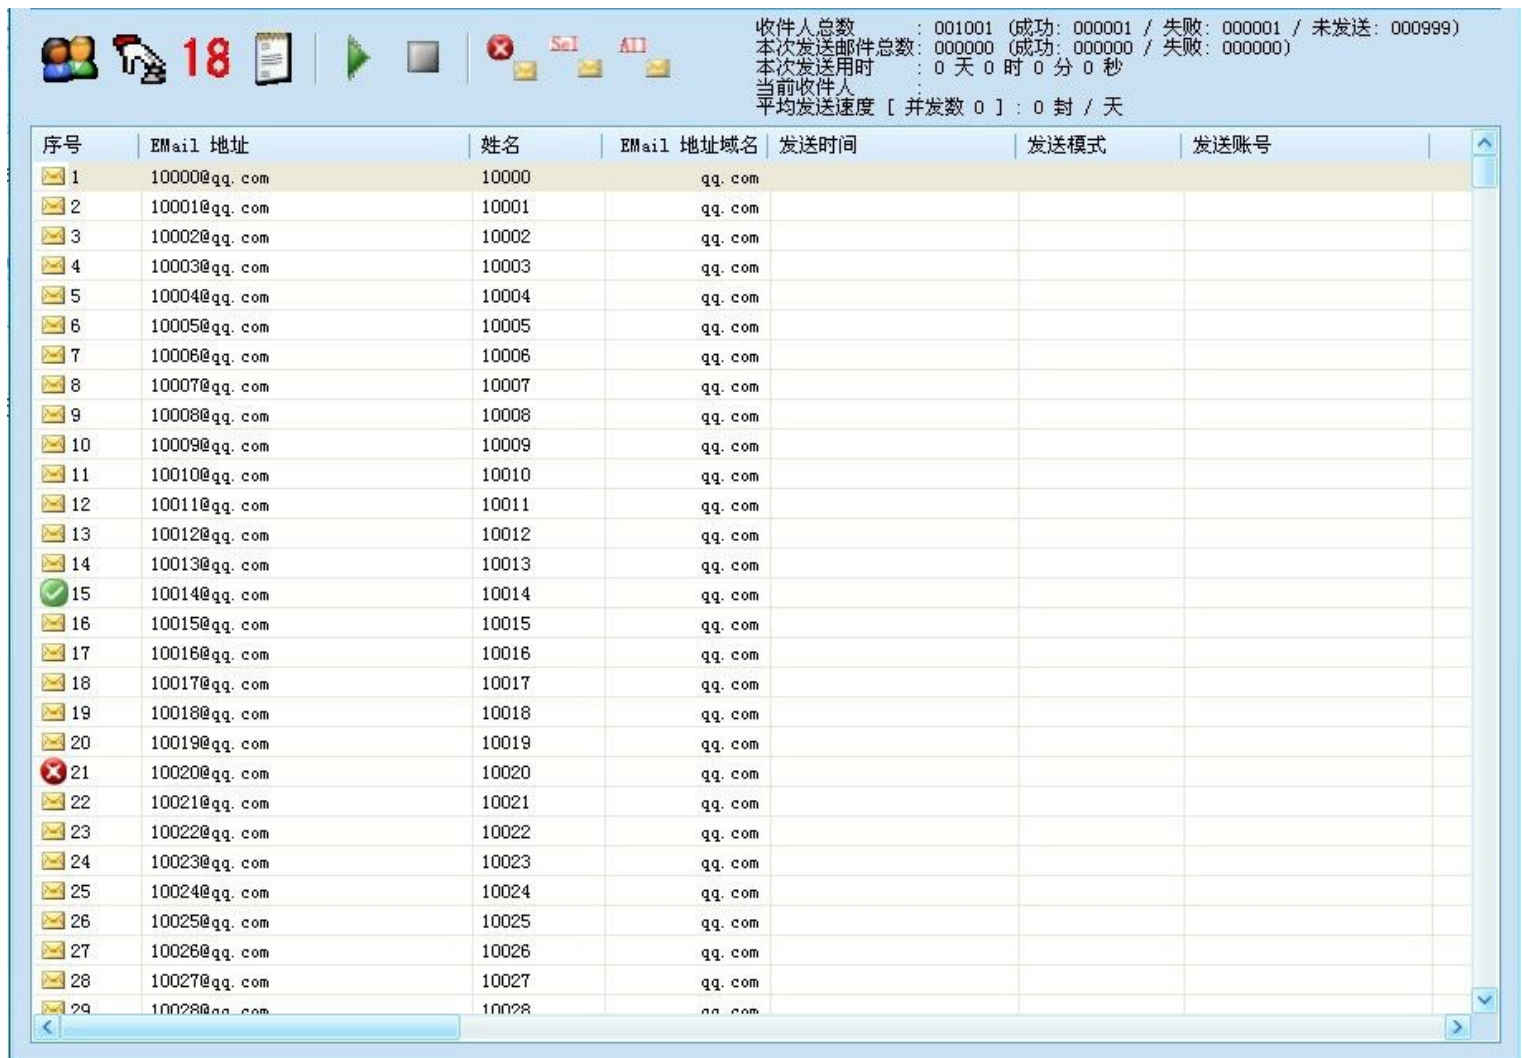 收件人总数 : 001001 (成功: 000001 / 失败: 000001 / 未发送: 000999)
本次发送邮件总数: 000000 (成功: 000000 / 失败: 000000)
本次发送用时 : 0 天 0 时 0 分 0 秒
当前收件人 :
平均发送速度 [ 并发数 0 ] : 0 封 / 天
18
Sel
All
序号 EMail 地址 姓名 EMail 地址域名 发送时间 发送模式 发送账号
1 10000@qq.com 10000 qq.com
2 10001@qq.com 10001 qq.com
3 10002@qq.com 10002 qq.com
4 10003@qq.com 10003 qq.com
5 10004@qq.com 10004 qq.com
6 10005@qq.com 10005 qq.com
7 10006@qq.com 10006 qq.com
8 10007@qq.com 10007 qq.com
9 10008@qq.com 10008 qq.com
10 10009@qq.com 10009 qq.com
11 10010@qq.com 10010 qq.com
12 10011@qq.com 10011 qq.com
13 10012@qq.com 10012 qq.com
14 10013@qq.com 10013 qq.com
15 10014@qq.com 10014 qq.com
16 10015@qq.com 10015 qq.com
17 10016@qq.com 10016 qq.com
18 10017@qq.com 10017 qq.com
19 10018@qq.com 10018 qq.com
20 10019@qq.com 10019 qq.com
21 10020@qq.com 10020 qq.com
22 10021@qq.com 10021 qq.com
23 10022@qq.com 10022 qq.com
24 10023@qq.com 10023 qq.com
25 10024@qq.com 10024 qq.com
26 10025@qq.com 10025 qq.com
27 10026@qq.com 10026 qq.com
28 10027@qq.com 10027 qq.com
29 10028@qq.com 10028 qq.com